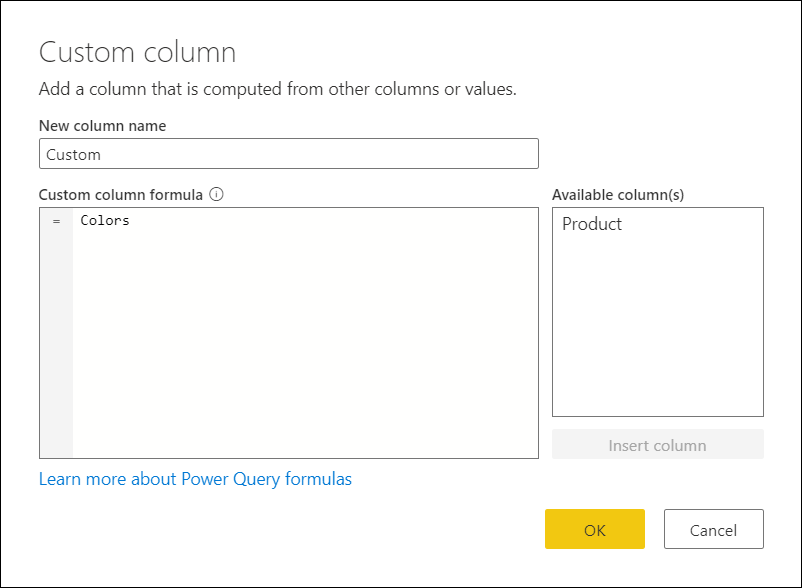 Custom column
Add a column that is computed from other columns or values.
New column name
Custom
Custom column formula
= Colors
Available column(s)
Product
Insert column
Learn more about Power Query formulas
OK
Cancel